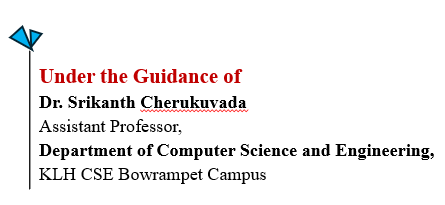 Under the Guidance of
Dr. Srikanth Cherukuvada
Assistant Professor,
Department of Computer Science and Engineering,
KLH CSE Bowrampet Campus